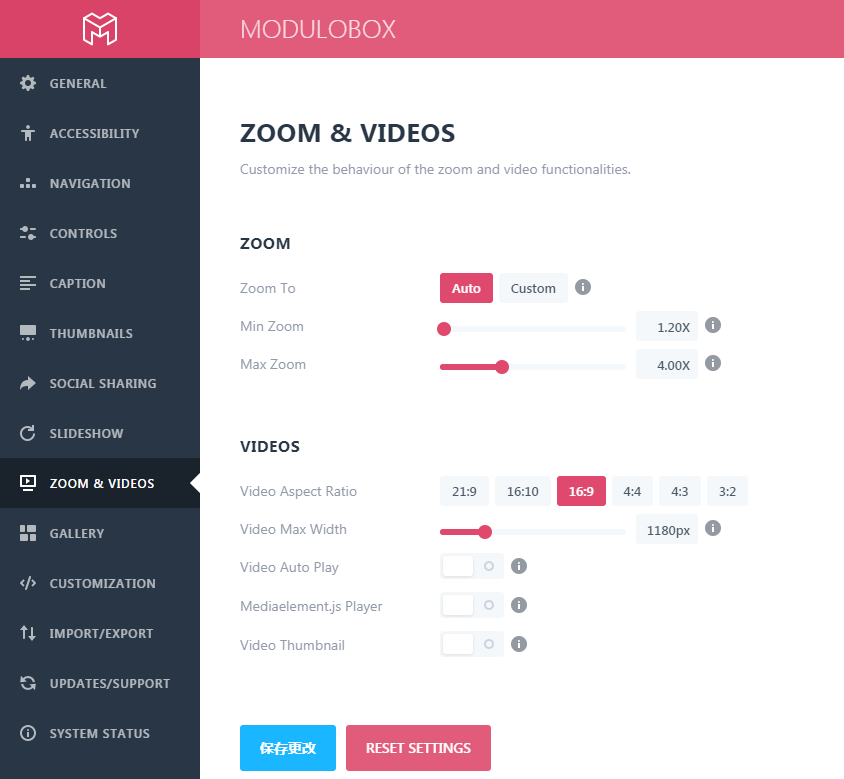 MODULOBOX
GENERAL
ACCESSIBILITY
NAVIGATION
CONTROLS
CAPTION
THUMBNAILS
SOCIAL SHARING
SLIDESHOW
ZOOM & VIDEOS
GALLERY
CUSTOMIZATION
IMPORT/EXPORT
UPDATES/SUPPORT
SYSTEM STATUS
ZOOM & VIDEOS
Customize the behaviour of the zoom and video functionalities.
ZOOM
Zoom To Auto Custom
Min Zoom 1.20X
Max Zoom 4.00X
VIDEOS
Video Aspect Ratio 21:9 16:10 16:9 4:4 4:3 3:2
Video Max Width 1180px
Video Auto Play
Mediaelement.js Player
Video Thumbnail
保存更改 RESET SETTINGS